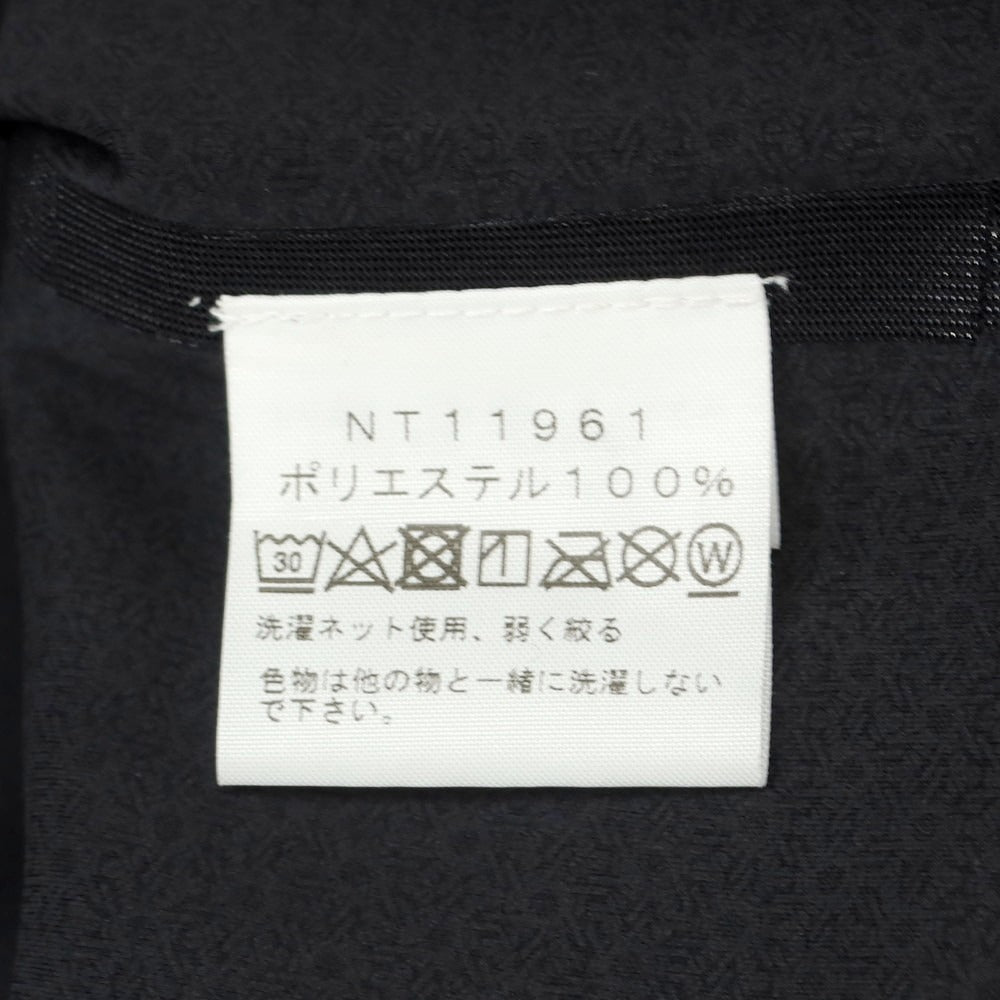 NT11961
ポリエステル100%
30 W
洗濯ネット使用、弱く絞る
色物は他の物と一緒に洗濯しない
で下さい。